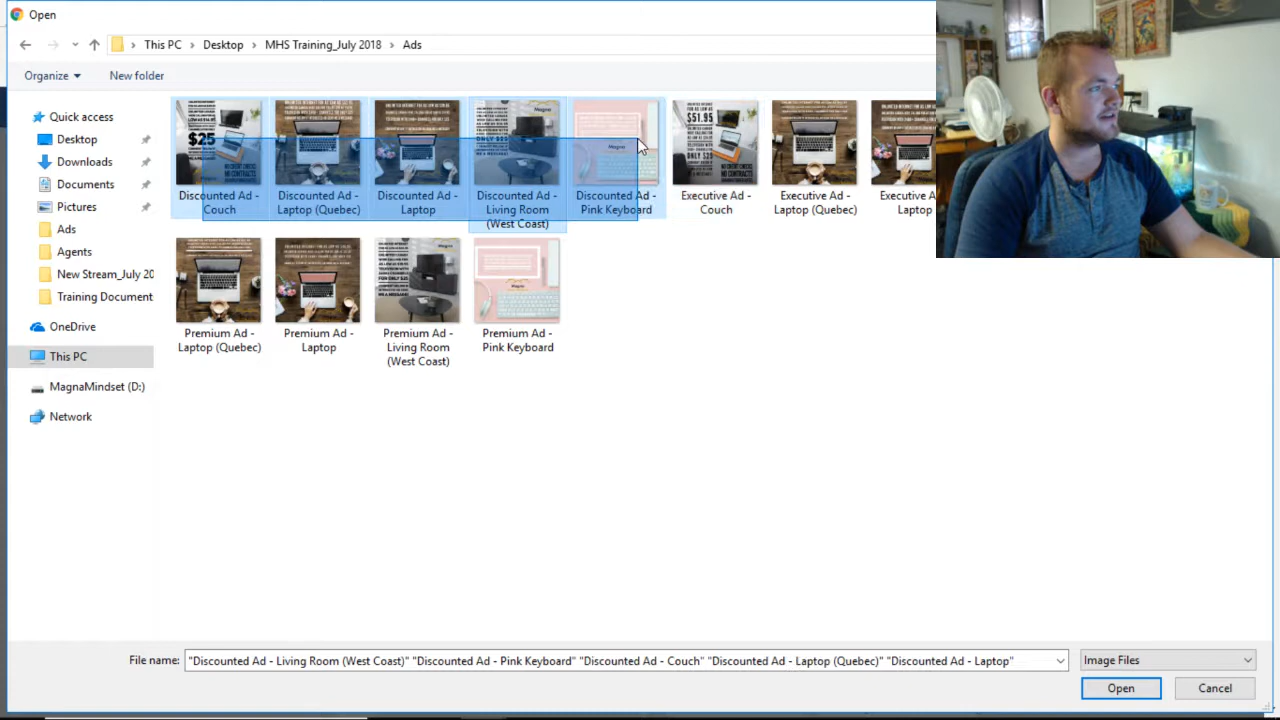 Open
This PC > Desktop > MHS Training_July 2018 > Ads
Organize
New folder
Quick access
Desktop
Downloads
Documents
Pictures
Ads
Agents
New Stream_July 20
Training Document
OneDrive
This PC
MagnaMindset (D:)
Network
$25
Magna
$51.95
Discounted Ad -
Couch
Discounted Ad -
Laptop (Quebec)
Discounted Ad -
Laptop
Discounted Ad -
Living Room
(West Coast)
Discounted Ad -
Pink Keyboard
Executive Ad -
Couch
Executive Ad -
Laptop (Quebec)
Executive Ad
Laptop
Premium Ad -
Laptop (Quebec)
Premium Ad -
Laptop
Premium Ad -
Living Room
(West Coast)
Premium Ad -
Pink Keyboard
File name: "Discounted Ad - Living Room (West Coast)" "Discounted Ad - Pink Keyboard" "Discounted Ad - Couch" "Discounted Ad - Laptop (Quebec)" "Discounted Ad - Laptop"
Image Files
Open
Cancel